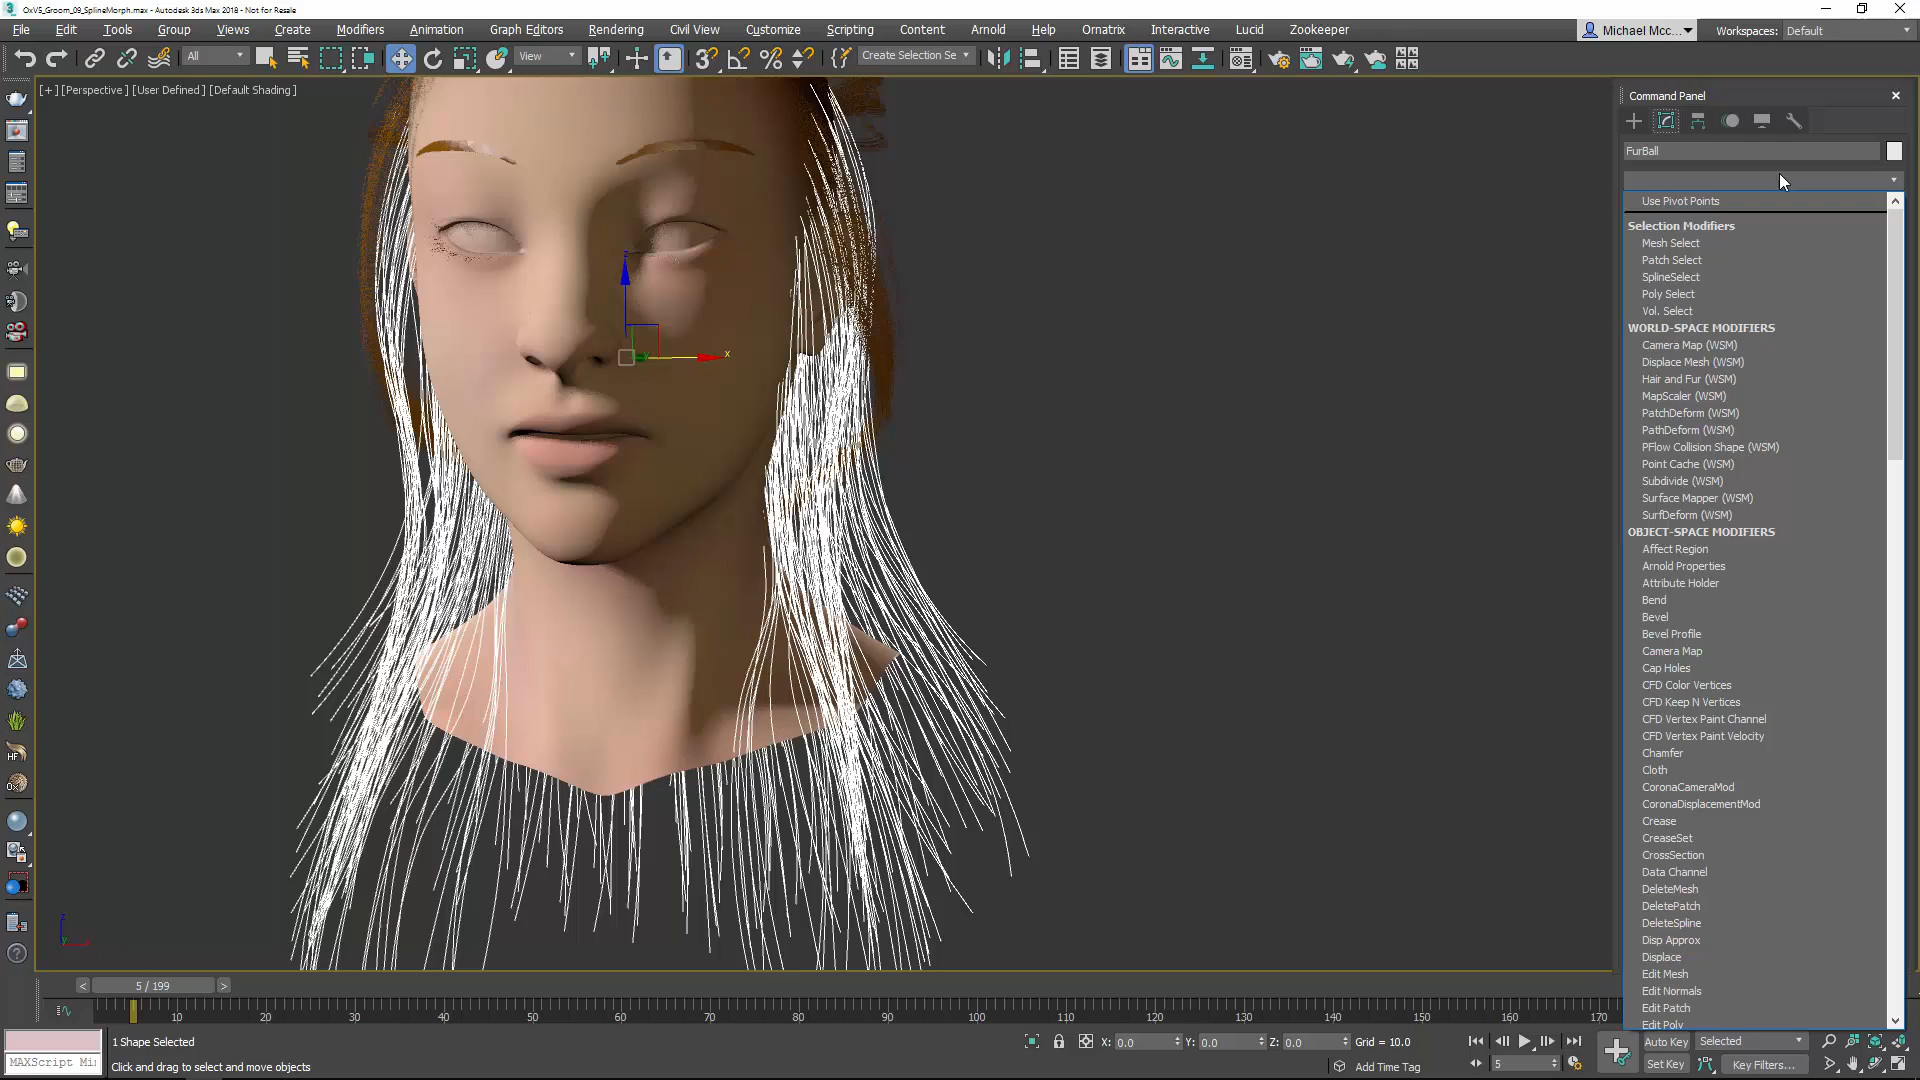 OxV5_Groom_09_SplineMorph.max - Autodesk 3ds Max 2018 - Not for Resale
File Edit Tools Group Views Create Modifiers Animation Graph Editors Rendering Civil View Customize Scripting Content Arnold Help Ornatrix Interactive Lucid Zookeeper
Michael Mcc... Workspaces: Default
All View Create Selection Se
[+] [Perspective] [User Defined] [Default Shading]
Command Panel
FurBall
Use Pivot Points
Selection Modifiers
Mesh Select
Patch Select
SplineSelect
Poly Select
Vol. Select
WORLD-SPACE MODIFIERS
Camera Map (WSM)
Displace Mesh (WSM)
Hair and Fur (WSM)
MapScaler (WSM)
PatchDeform (WSM)
PathDeform (WSM)
PFlow Collision Shape (WSM)
Point Cache (WSM)
Subdivide (WSM)
Surface Mapper (WSM)
SurfDeform (WSM)
OBJECT-SPACE MODIFIERS
Affect Region
Arnold Properties
Attribute Holder
Bend
Bevel
Bevel Profile
Camera Map
Cap Holes
CFD Color Vertices
CFD Keep N Vertices
CFD Vertex Paint Channel
CFD Vertex Paint Velocity
Chamfer
Cloth
CoronaCameraMod
CoronaDisplacementMod
Crease
CreaseSet
CrossSection
Data Channel
DeleteMesh
DeletePatch
DeleteSpline
Disp Approx
Displace
Edit Mesh
Edit Normals
Edit Patch
Edit Poly
z
x
y
HF
OX
z
y
< 5 / 199 >
10 20 30 40 50 60 70 80 90 100 110 120 130 140 150 160 170
1 Shape Selected
X: 0.0 Y: 0.0 Z: 0.0 Grid = 10.0
Auto Key Selected
MAXScript Mi
Click and drag to select and move objects
Add Time Tag
5
Set Key Key Filters...